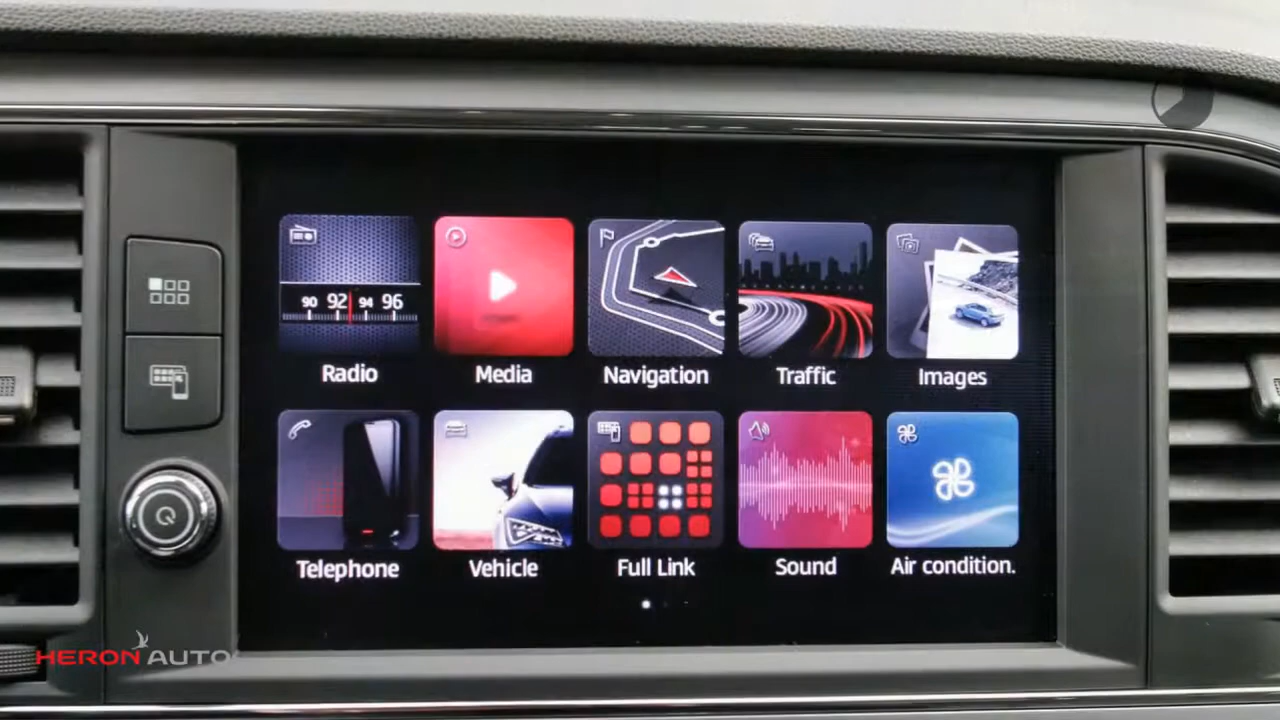 90 92 94 96
Radio
Media
Navigation
Traffic
Images
Telephone
Vehicle
Full Link
Sound
Air condition.
HERON AUTO